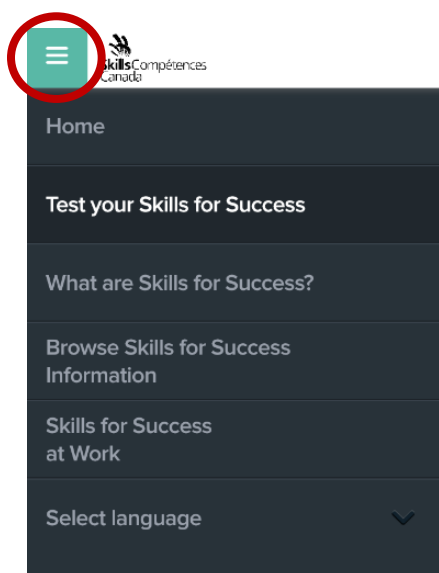 SkillsCompétences
Canada
Home
Test your Skills for Success
What are Skills for Success?
Browse Skills for Success
Information
Skills for Success
at Work
Select language